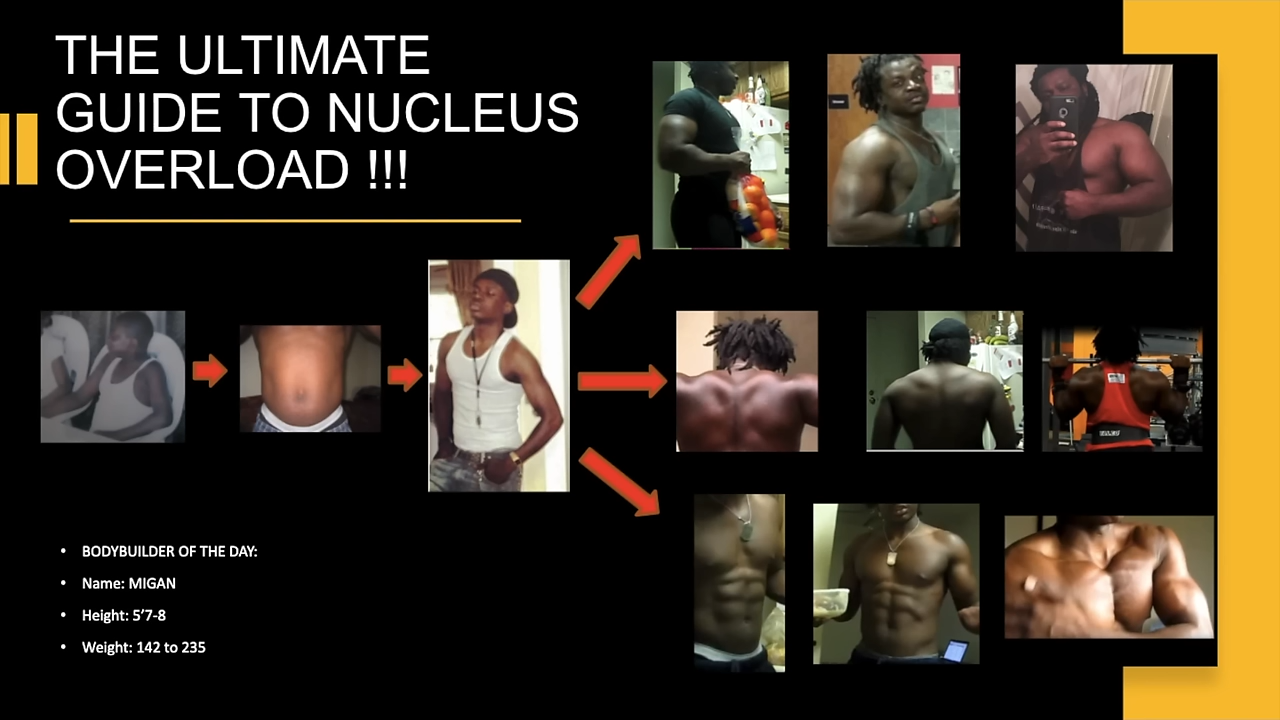 THE ULTIMATE
GUIDE TO NUCLEUS
OVERLOAD !!!
• BODYBUILDER OF THE DAY:
• Name: MIGAN
• Height: 5’7-8
• Weight: 142 to 235